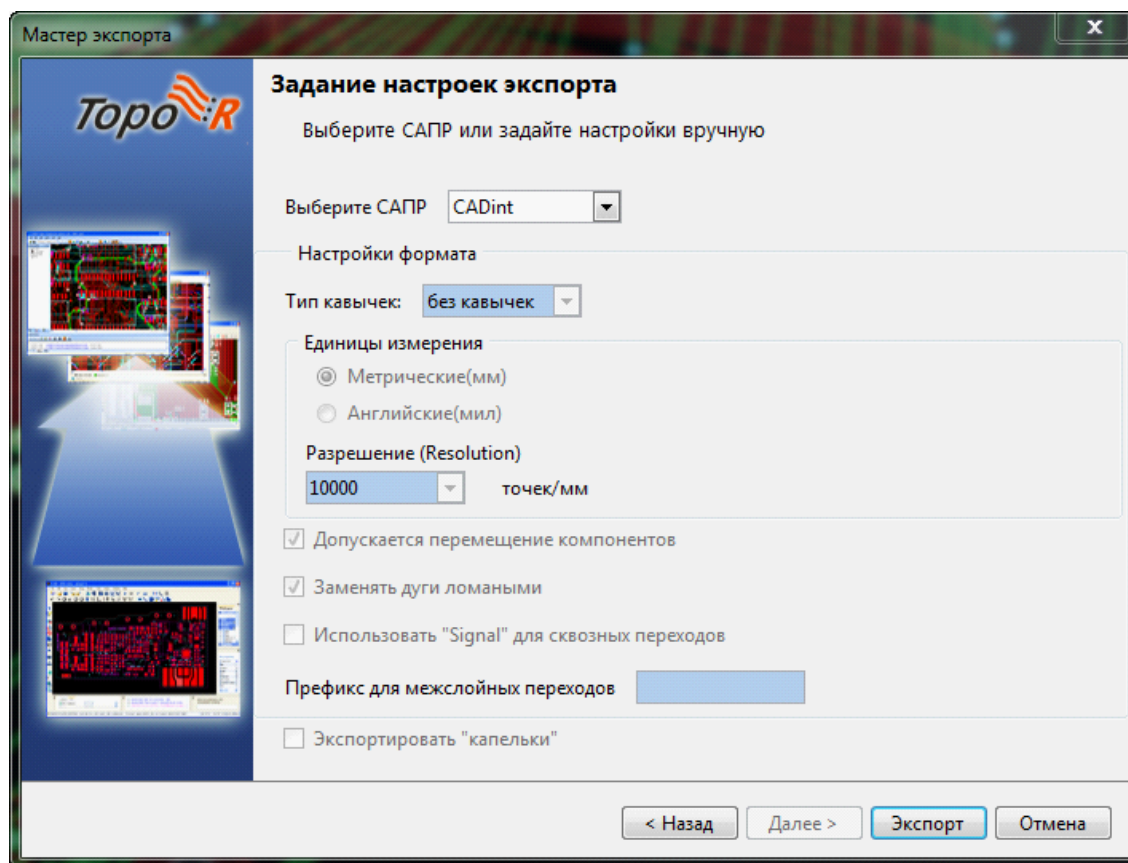 Мастер экспорта
x
TopoR
Задание настроек экспорта
Выберите САПР или задайте настройки вручную
Выберите САПР CADint
Настройки формата
Тип кавычек: без кавычек
Единицы измерения
Метрические(мм)
Английские(мил)
Разрешение (Resolution)
10000 точек/мм
Допускается перемещение компонентов
Заменять дуги ломаными
Использовать "Signal" для сквозных переходов
Префикс для межслойных переходов
Экспортировать "капельки"
< Назад Далее > Экспорт Отмена